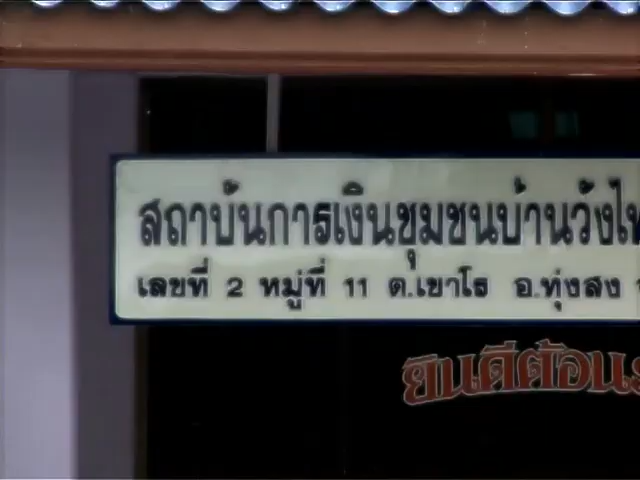 สถาบันการเงินชุมชนบ้านวังไ
เลขที่ 2 หมู่ที่ 11 ต.เขาโร อ.ทุ่งสง
ยินดีต้อน